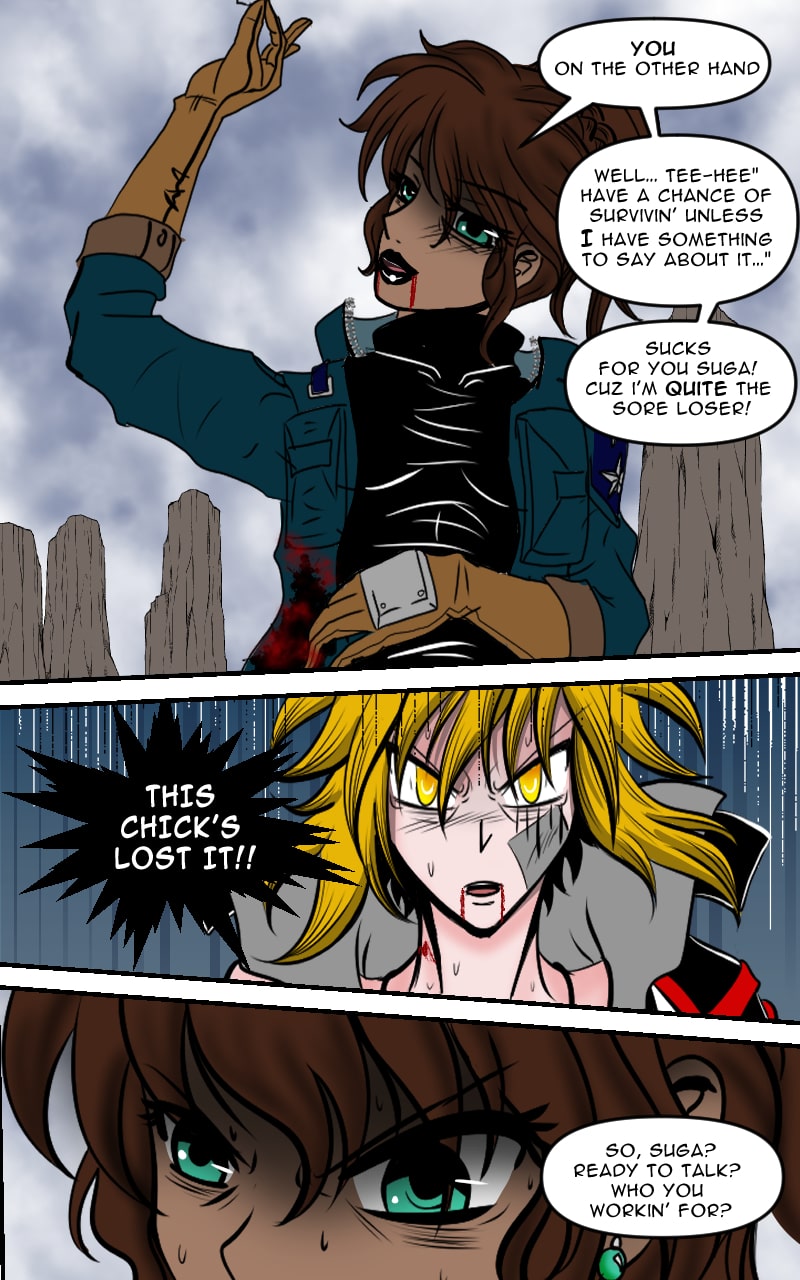 YOU
ON THE OTHER HAND
WELL... TEE-HEE"
HAVE A CHANCE OF
SURVIVIN' UNLESS
I HAVE SOMETHING
TO SAY ABOUT IT..."
SUCKS
FOR YOU SUGA!
CUZ I'M QUITE THE
SORE LOSER!
THIS
CHICK'S
LOST IT!!
SO, SUGA?
READY TO TALK?
WHO YOU
WORKIN' FOR?